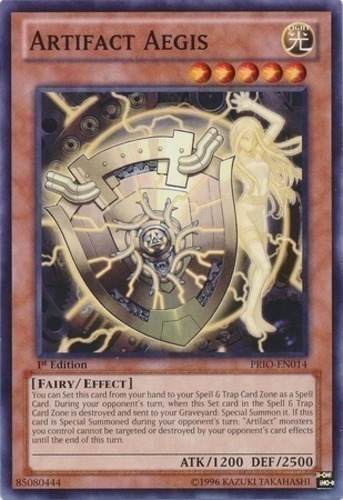 ARTIFACT AEGIS
LIGHT
光
1st Edition
PRIO-EN014
[FAIRY/EFFECT]
You can Set this card from your hand to your Spell & Trap Card Zone as a Spell
Card. During your opponent's turn, when this Set card in the Spell & Trap
Card Zone is destroyed and sent to your Graveyard: Special Summon it. If this
card is Special Summoned during your opponent's turn: "Artifact" monsters
you control cannot be targeted or destroyed by your opponent's card effects
until the end of this turn.
ATK/1200 DEF/2500
85080444
©1996 KAZUKI TAKAHASHI